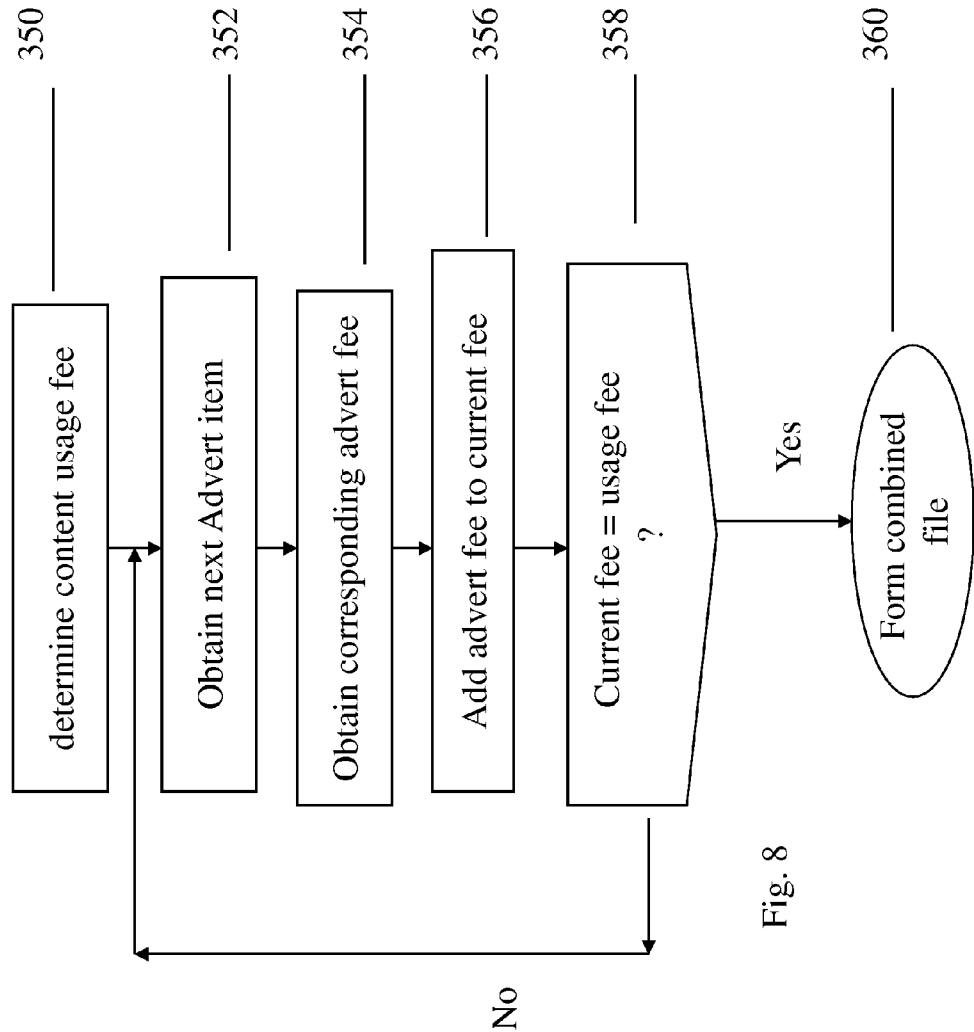 determine content usage fee
350
Obtain next Advert item
352
Obtain corresponding advert fee
354
Add advert fee to current fee
356
Current fee = usage fee
?
358
No
Yes
Form combined
file
360
Fig. 8